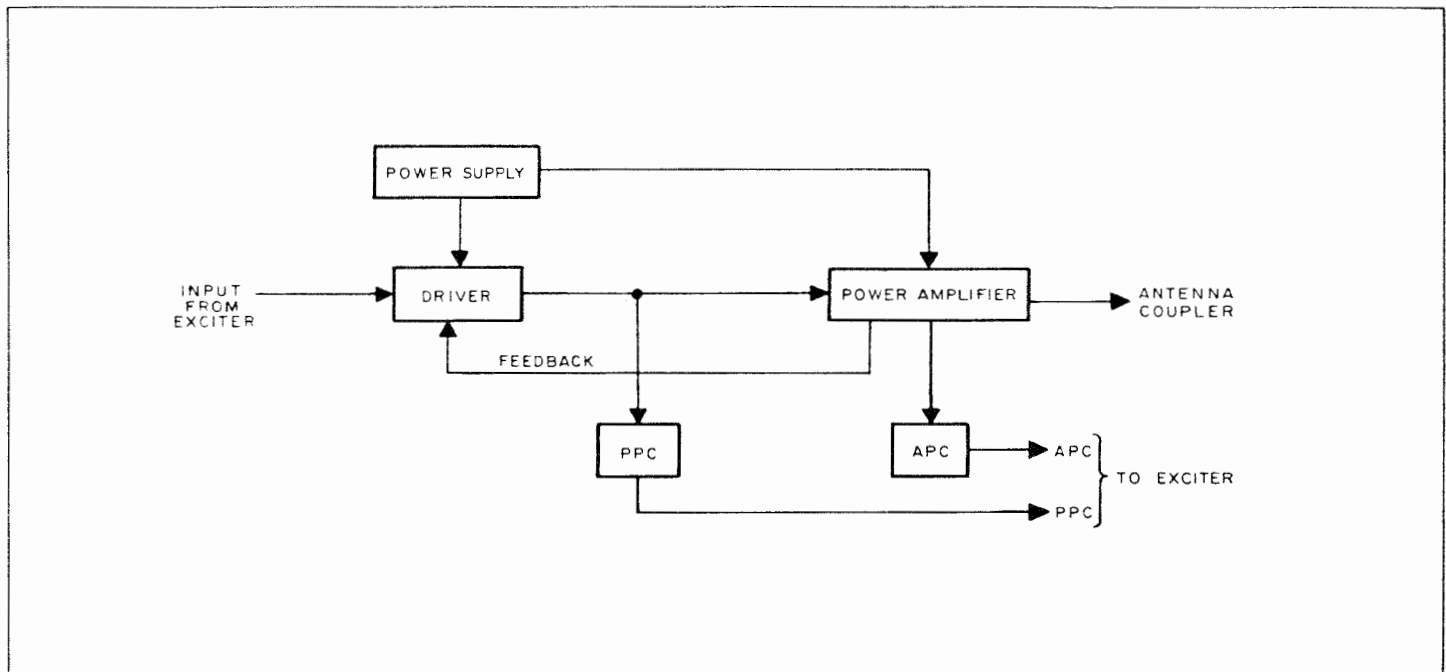 POWER SUPPLY
INPUT
FROM
EXCITER
DRIVER
POWER AMPLIFIER
ANTENNA
COUPLER
FEEDBACK
PPC
APC
APC
TO EXCITER
PPC